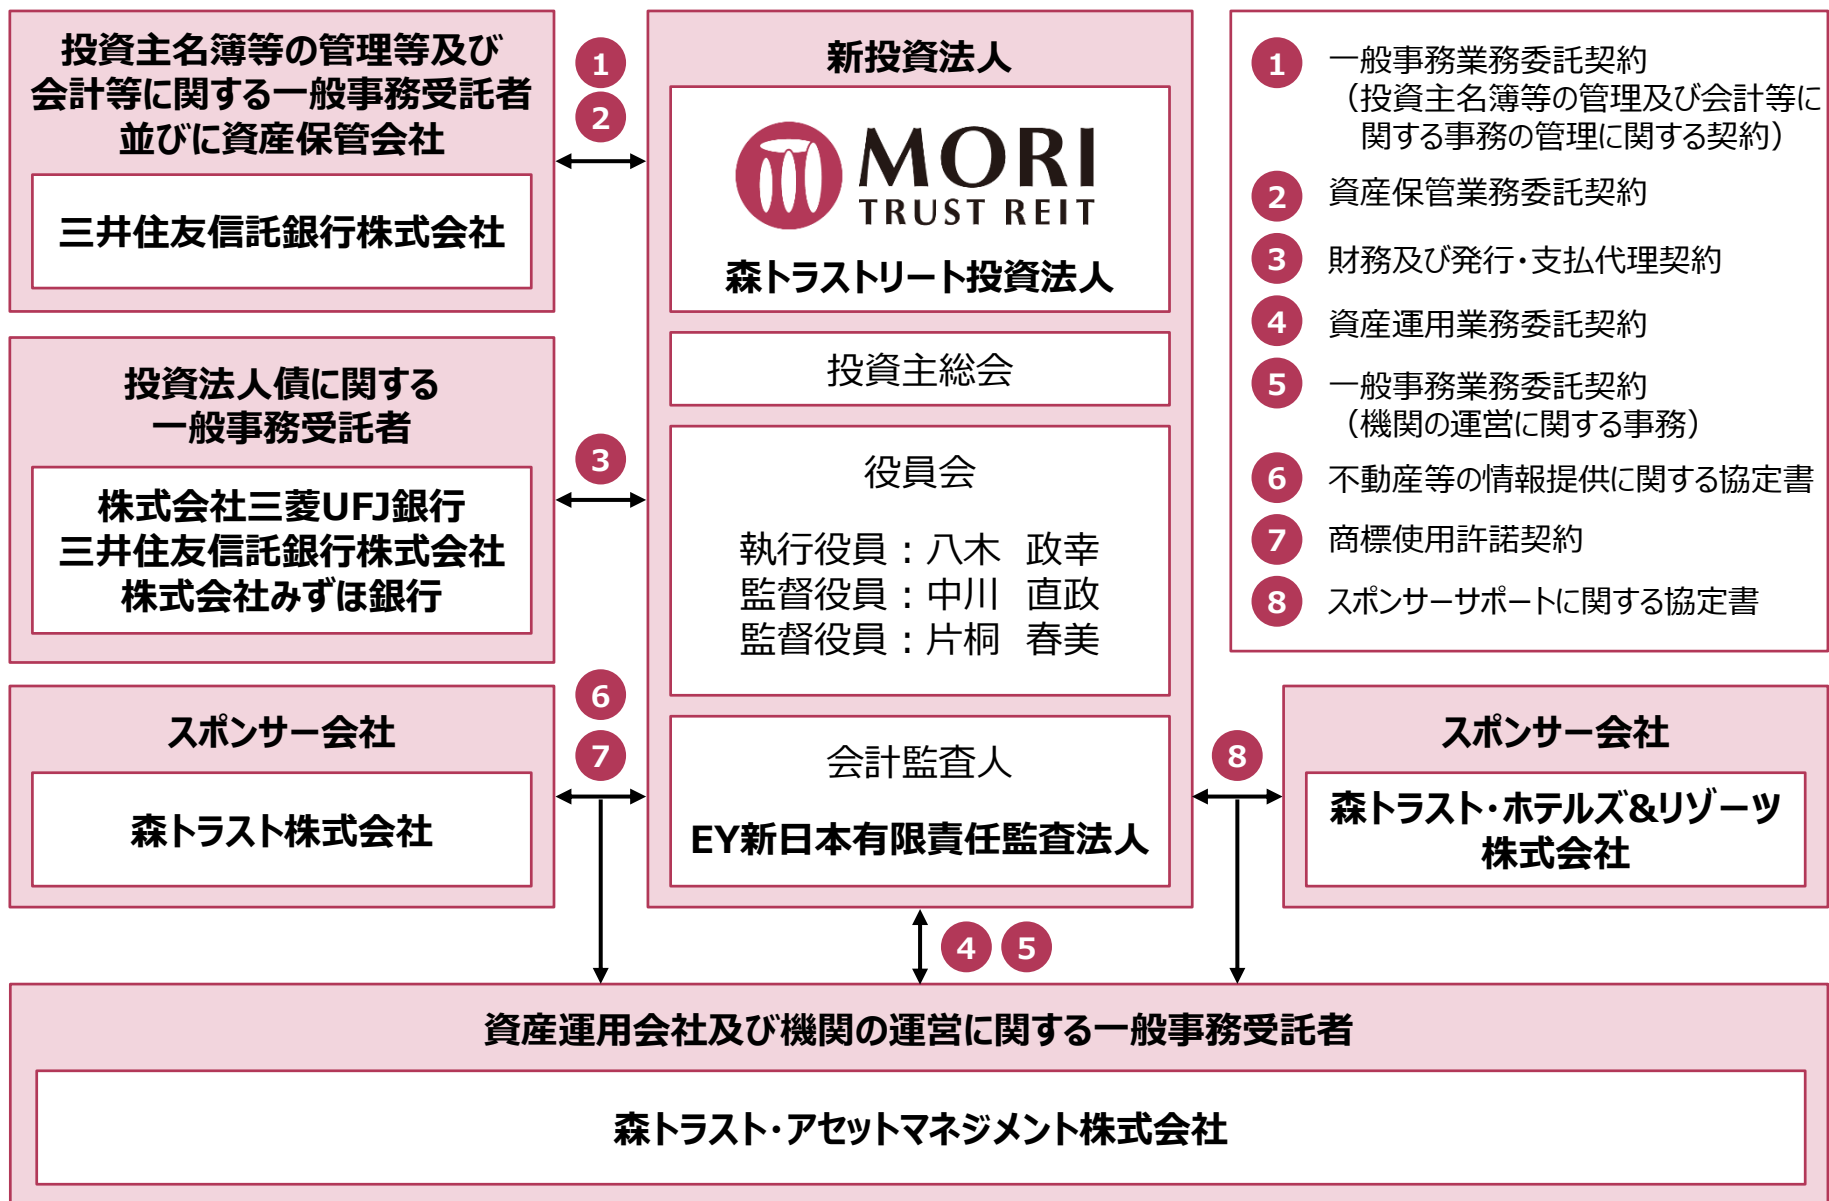 投資主名簿等の管理等及び
会計等に関する一般事務受託者
並びに資産保管会社
三井住友信託銀行株式会社
1
2
新投資法人
MORI
TRUST REIT
森トラストリート投資法人
投資主総会
役員会
執行役員：八木 政幸
監督役員：中川 直政
監督役員：片桐 春美
会計監査人
EY新日本有限責任監査法人
1 一般事務業務委託契約
（投資主名簿等の管理及び会計等に
関する事務の管理に関する契約）
2 資産保管業務委託契約
3 財務及び発行・支払代理契約
4 資産運用業務委託契約
5 一般事務業務委託契約
（機関の運営に関する事務）
6 不動産等の情報提供に関する協定書
7 商標使用許諾契約
8 スポンサーサポートに関する協定書
投資法人債に関する
一般事務受託者
株式会社三菱UFJ銀行
三井住友信託銀行株式会社
株式会社みずほ銀行
3
スポンサー会社
森トラスト株式会社
6
7
8
スポンサー会社
森トラスト・ホテルズ&リゾーツ
株式会社
4 5
資産運用会社及び機関の運営に関する一般事務受託者
森トラスト・アセットマネジメント株式会社